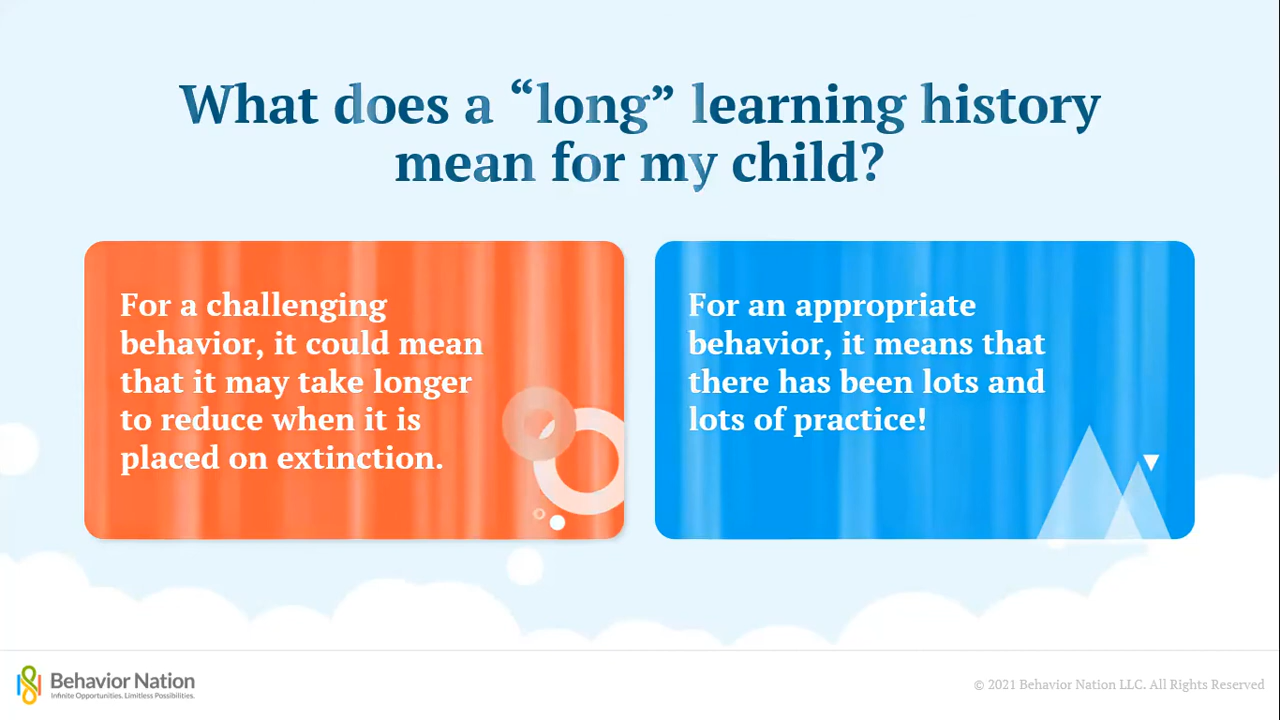 What does a “long” learning history
mean for my child?
For a challenging
behavior, it could mean
that it may take longer
to reduce when it is
placed on extinction.
For an appropriate
behavior, it means that
there has been lots and
lots of practice!
Behavior Nation
Infinite Opportunities. Limitless Possibilities.
© 2021 Behavior Nation LLC. All Rights Reserved